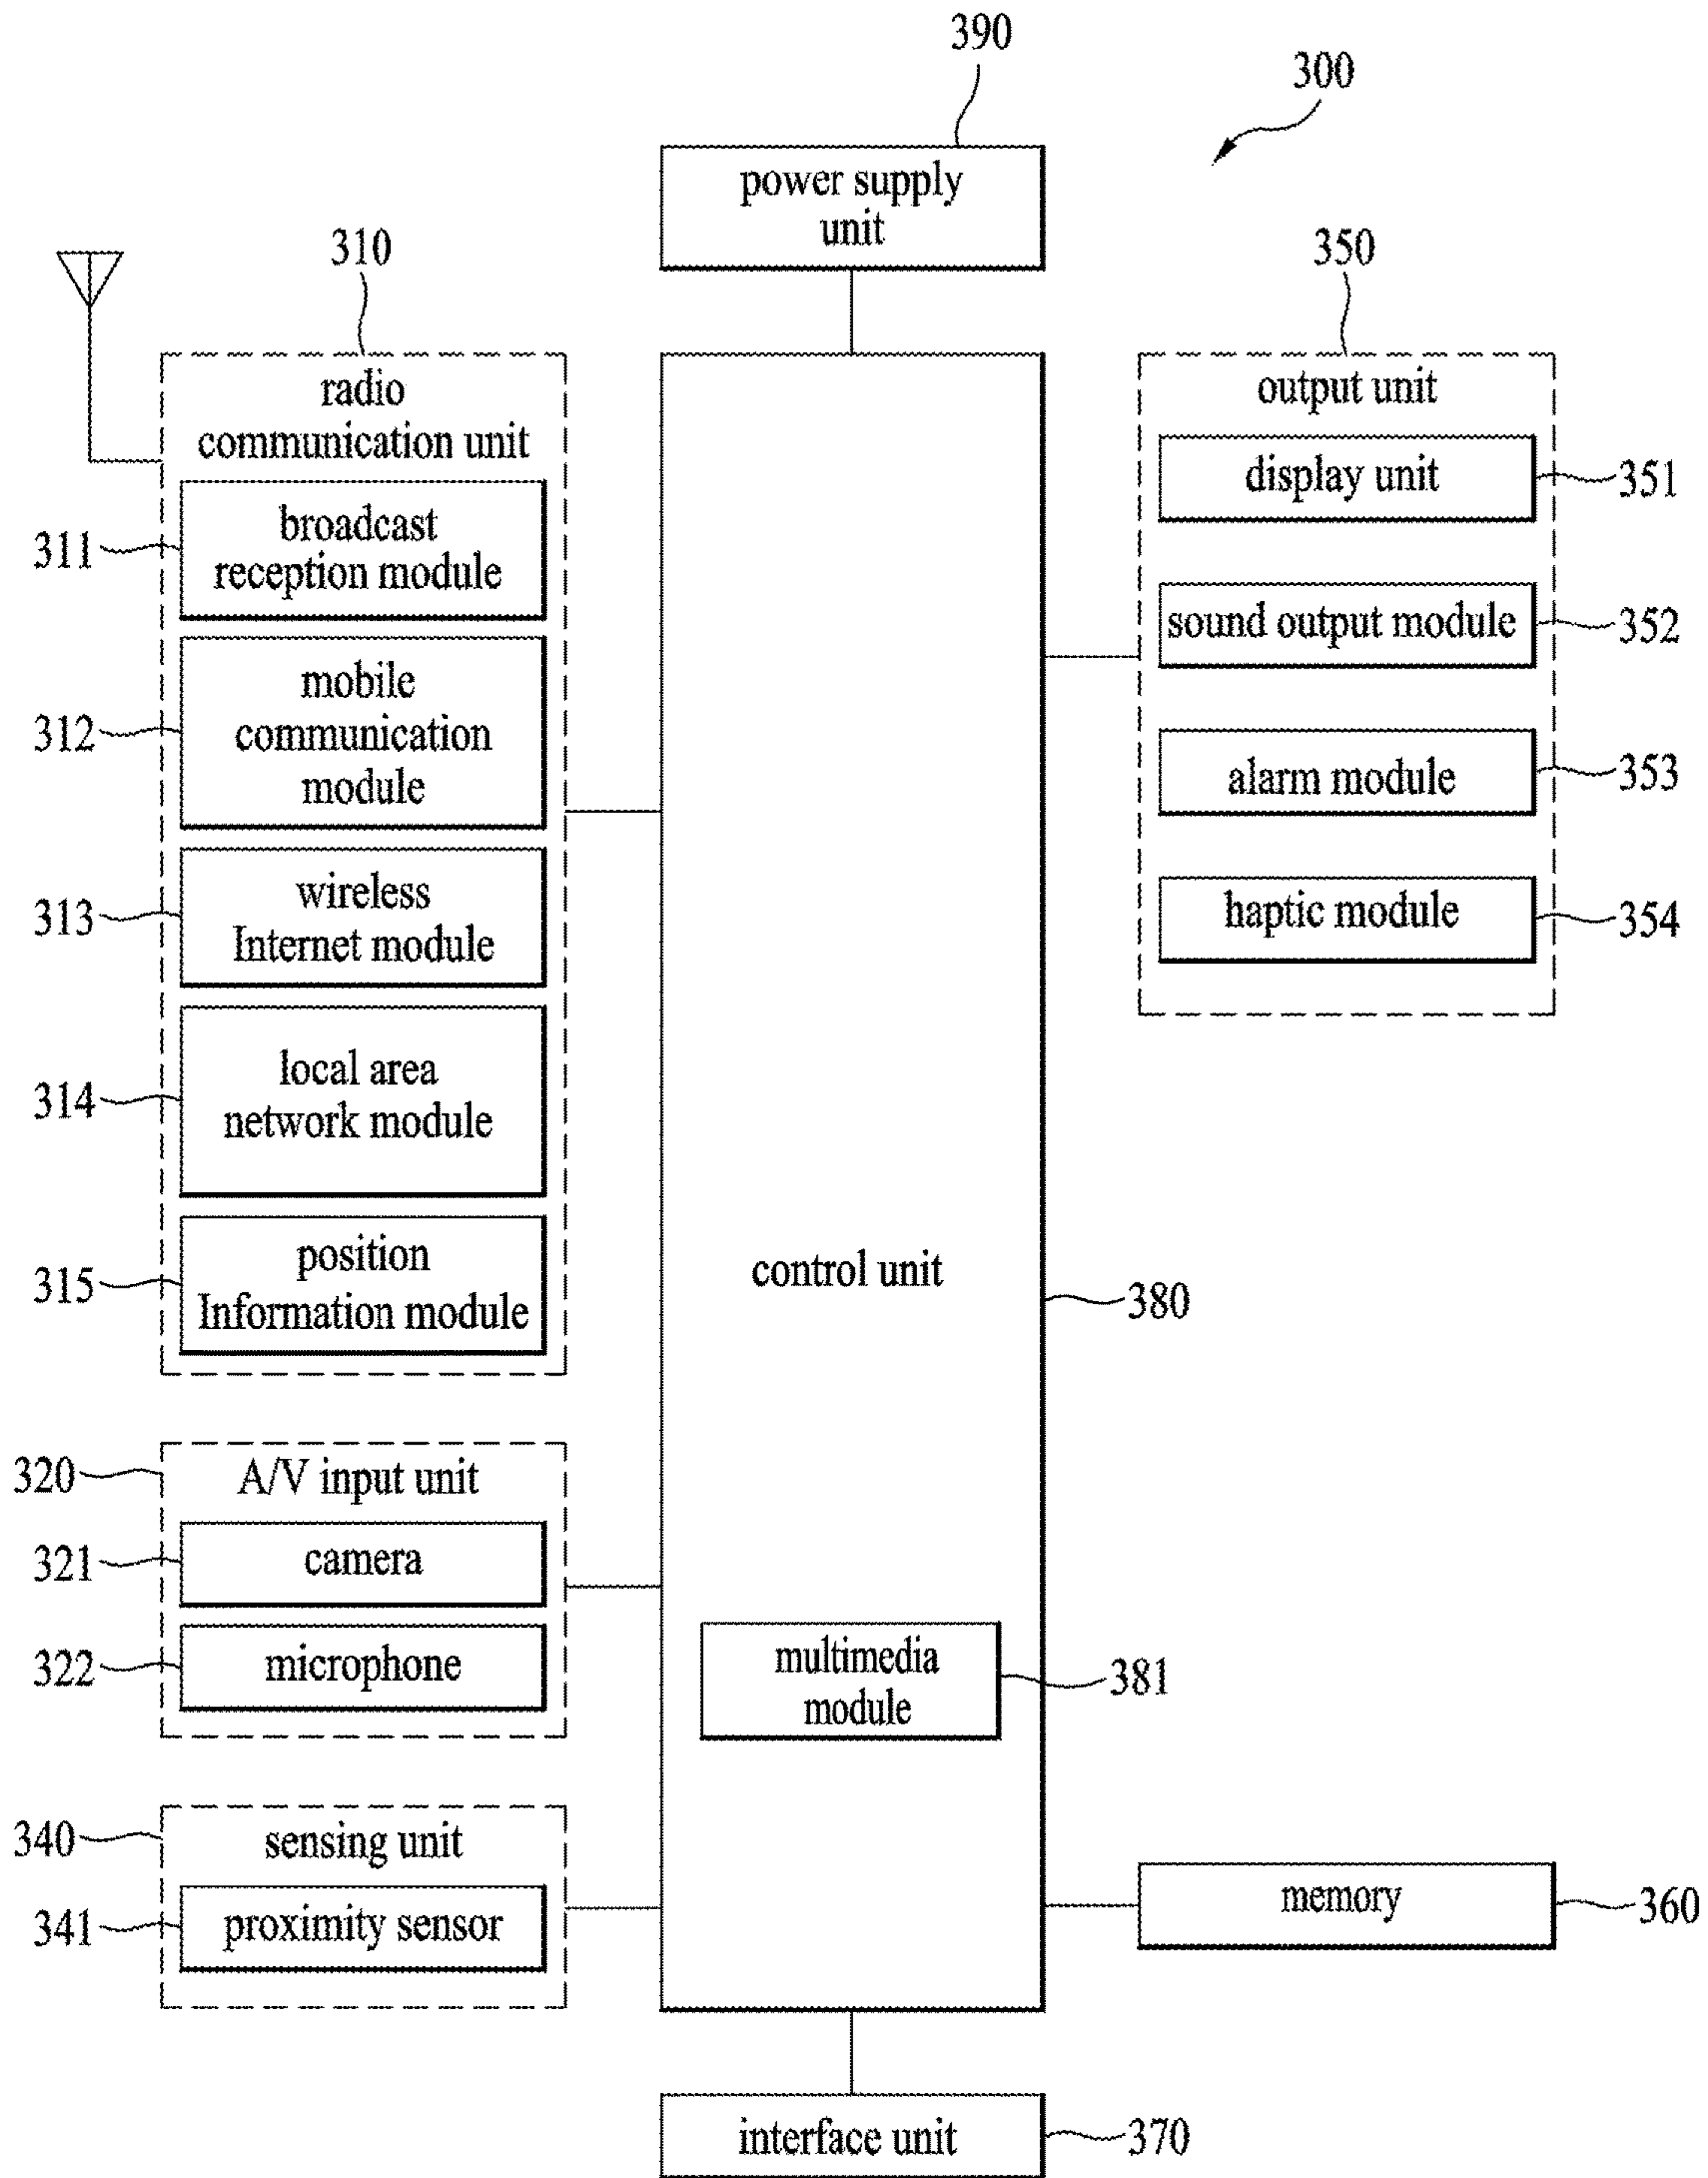 390
300
power supply
unit
310
350
radio
communication unit
output unit
display unit
351
311
broadcast
reception module
sound output module
352
312
mobile
communication
module
alarm module
353
313
wireless
Internet module
haptic module
354
314
local area
network module
315
position
Information module
control unit
380
320
A/V input unit
321
camera
322
microphone
multimedia
module
381
340
sensing unit
341
proximity sensor
memory
360
interface unit
370